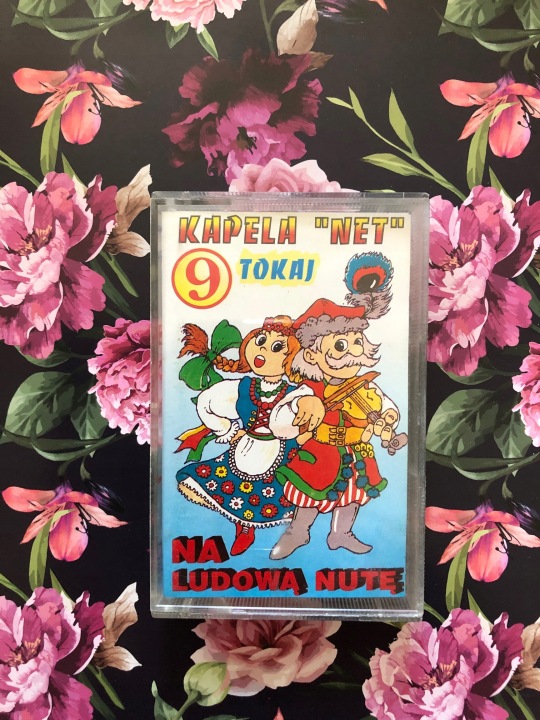 KAPELA "NET"
9 TOKAJ
NA
LUDOWĄ NUTĘ